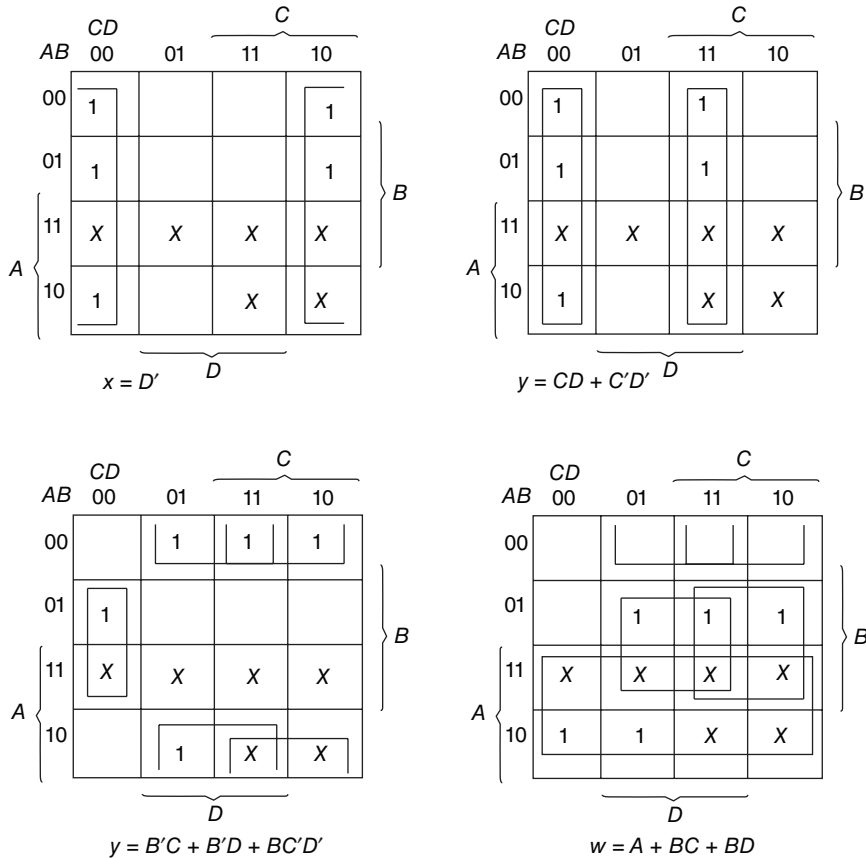 C C
CD CD
AB 00 01 11 10 AB 00 01 11 10
00 1 1 00 1 1
01 1 1 B 01 1 1 B
11 X X X X 11 X X X X
A A
10 1 X X 10 1 X X
D D
x = D′ y = CD + C′D′
C C
CD CD
AB 00 01 11 10 AB 00 01 11 10
00 1 1 1 00
01 1 B 01 1 1 1 B
11 X X X X 11 X X X X
A A
10 1 X X 10 1 1 X X
D D
y = B′C + B′D + BC′D′ w = A + BC + BD